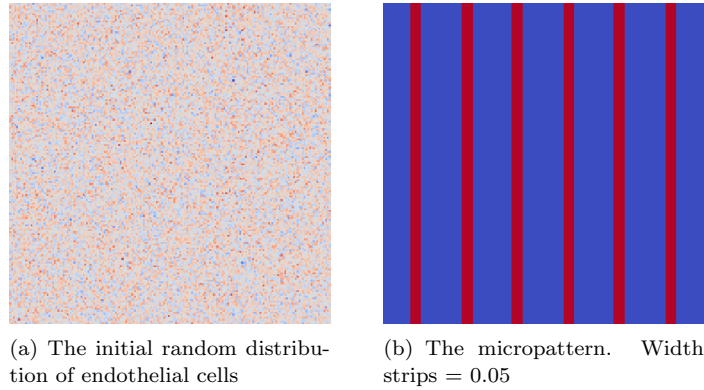 (a) The initial random distribu-
tion of endothelial cells
(b) The micropattern. Width
strips = 0.05